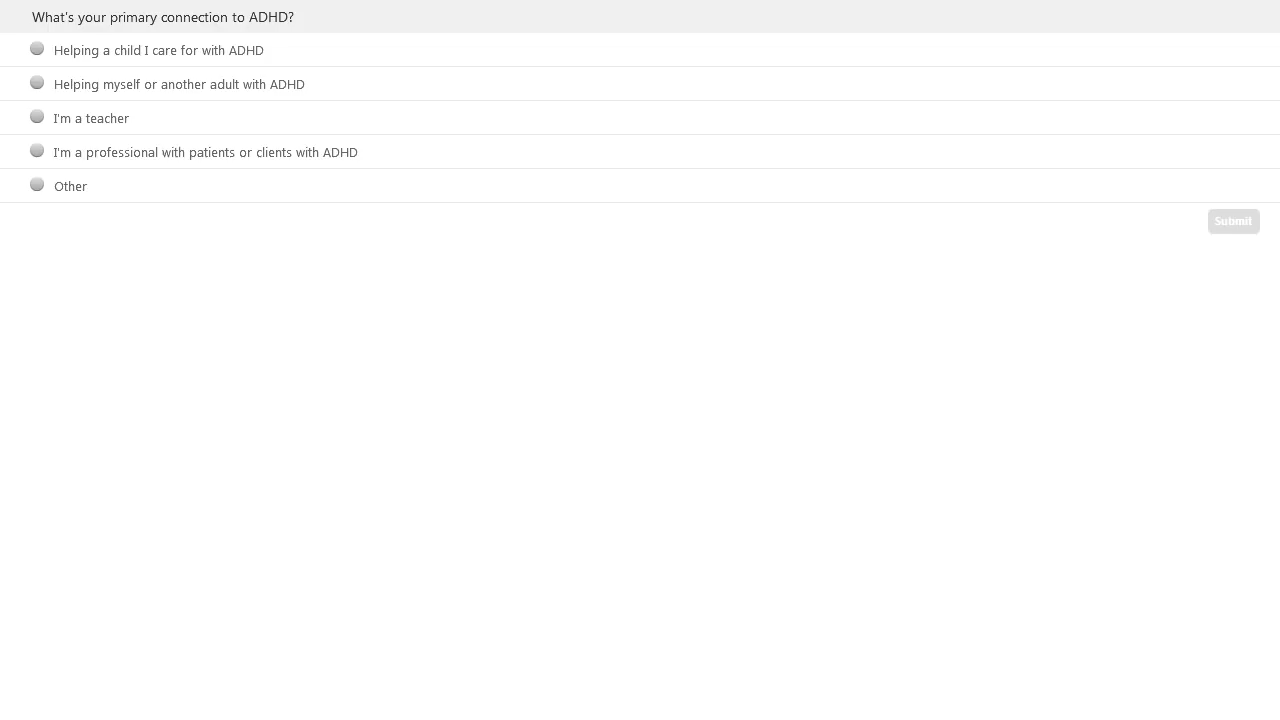 What's your primary connection to ADHD?
Helping a child I care for with ADHD
Helping myself or another adult with ADHD
I'm a teacher
I'm a professional with patients or clients with ADHD
Other
Submit